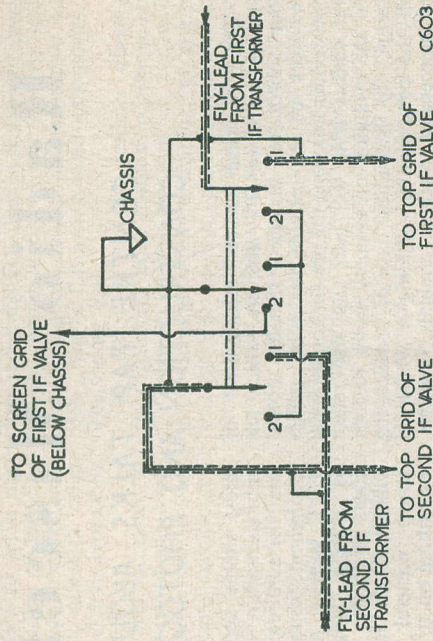 TO SCREEN GRID
OF FIRST IF VALVE
(BELOW CHASSIS)
CHASSIS
FLY-LEAD
FROM FIRST
IF TRANSFORMER
2
1
2
1
2
1
FLY-LEAD FROM
SECOND IF
TRANSFORMER
TO TOP GRID OF
SECOND IF VALVE
TO TOP GRID OF
FIRST IF VALVE
C603